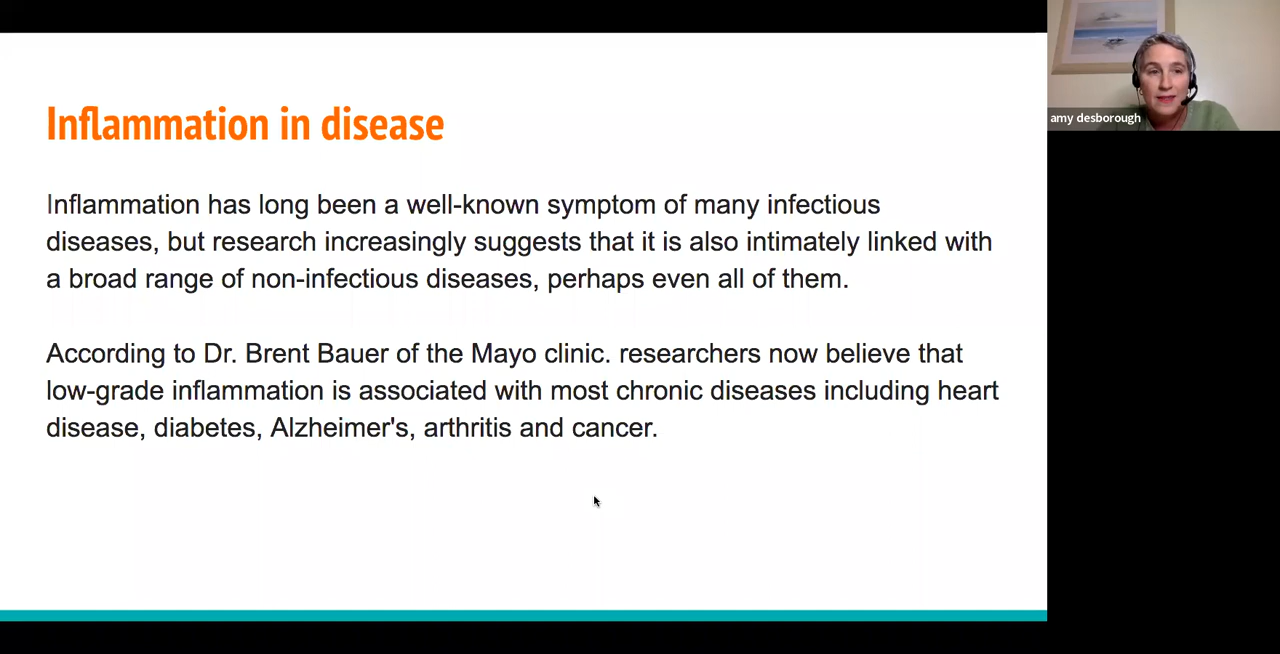 Inflammation in disease
Inflammation has long been a well-known symptom of many infectious
diseases, but research increasingly suggests that it is also intimately linked with
a broad range of non-infectious diseases, perhaps even all of them.
According to Dr. Brent Bauer of the Mayo clinic. researchers now believe that
low-grade inflammation is associated with most chronic diseases including heart
disease, diabetes, Alzheimer's, arthritis and cancer.
amy desborough